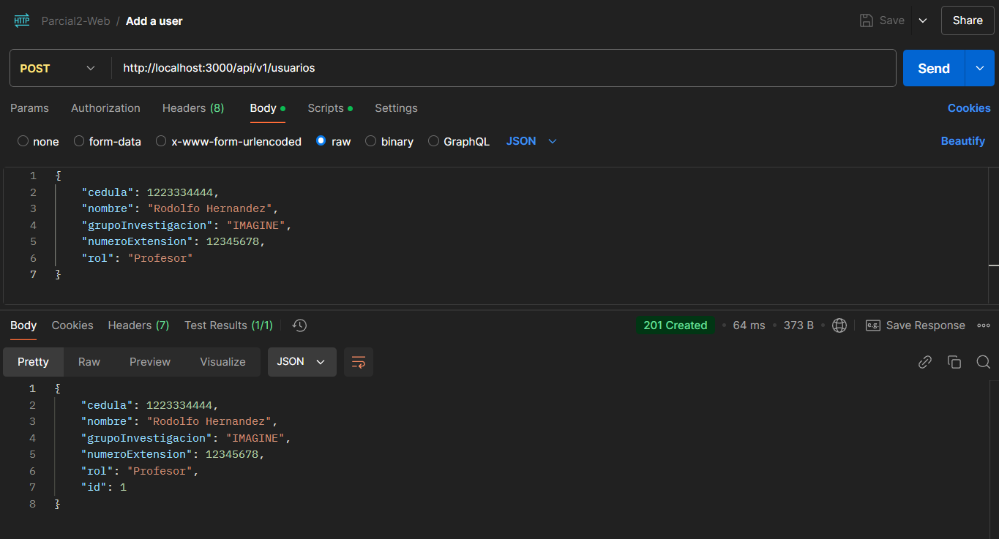 HTTP Parcial2-Web / Add a user Save Share
POST http://localhost:3000/api/v1/usuarios Send
Params Authorization Headers (8) Body Scripts Settings Cookies
none form-data x-www-form-urlencoded raw binary GraphQL JSON Beautify
1 {
2 "cedula": 1223334444,
3 "nombre": "Rodolfo Hernandez",
4 "grupoInvestigacion": "IMAGINE",
5 "numeroExtension": 12345678,
6 "rol": "Profesor"
7 }
Body Cookies Headers (7) Test Results (1/1) 201 Created 64 ms 373 B e.g. Save Response
Pretty Raw Preview Visualize JSON
1 {
2 "cedula": 1223334444,
3 "nombre": "Rodolfo Hernandez",
4 "grupoInvestigacion": "IMAGINE",
5 "numeroExtension": 12345678,
6 "rol": "Profesor",
7 "id": 1
8 }